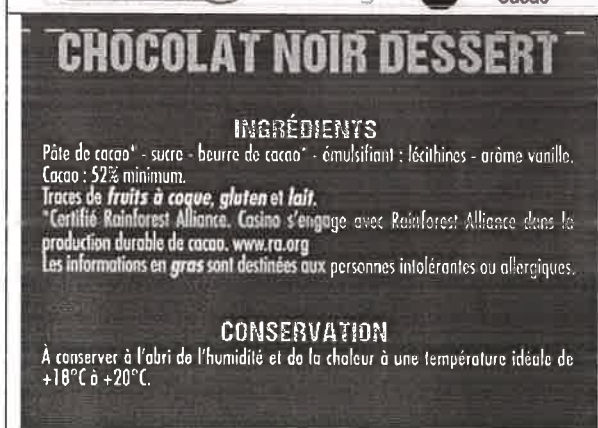 Cacao
CHOCOLAT NOIR DESSERT
INGRÉDIENTS
Pâte de cacao* - sucre - beurre de cacao* - émulsifiant : lécithines - arôme vanille.
Cacao : 52% minimum.
Traces de fruits à coque, gluten et lait.
*Certifié Rainforest Alliance. Casino s'engage avec Rainforest Alliance dans la
production durable de cacao. www.ra.org
Les informations en gras sont destinées aux personnes intolérantes ou allergiques.
CONSERVATION
À conserver à l'abri de l'humidité et de la chaleur à une température idéale de
+18°C à +20°C.